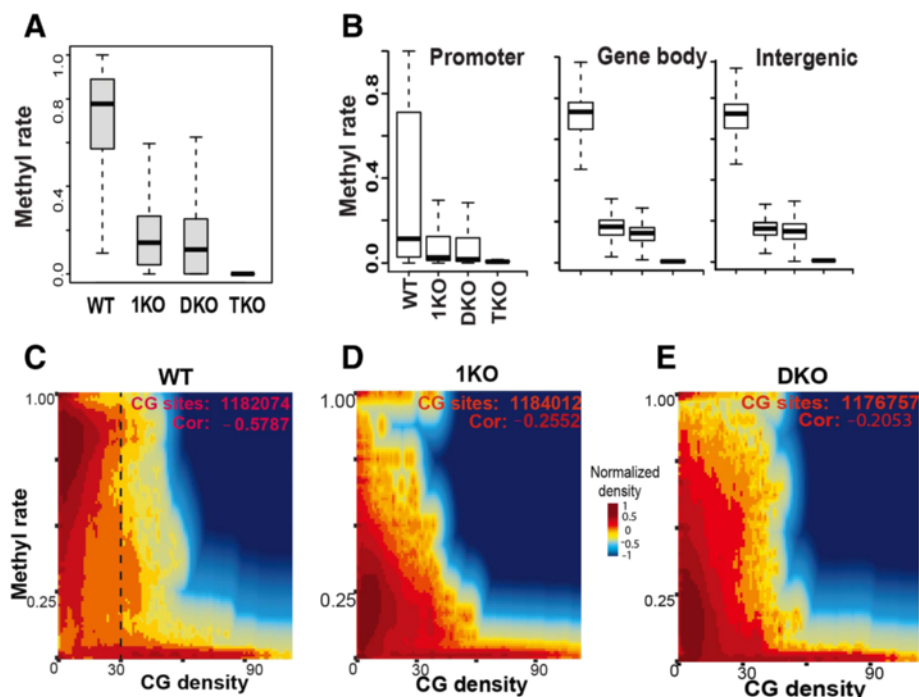 A
Methyl rate
0.0 0.4 0.8 1.0
WT 1KO DKO TKO
B
Promoter
Gene body
Intergenic
Methyl rate
0.0 0.4 0.8
WT 1KO DKO TKO
C
WT
CG sites: 1182074
Cor: -0.5787
Methyl rate
1.00
0.25
0 30 90
CG density
D
1KO
CG sites: 1184012
Cor: -0.2552
1.00
0.25
0 30 90
CG density
Normalized
density
1
0.5
0
-0.5
-1
E
DKO
CG sites: 1176757
Cor: -0.2053
1.00
0.25
0 30 90
CG density